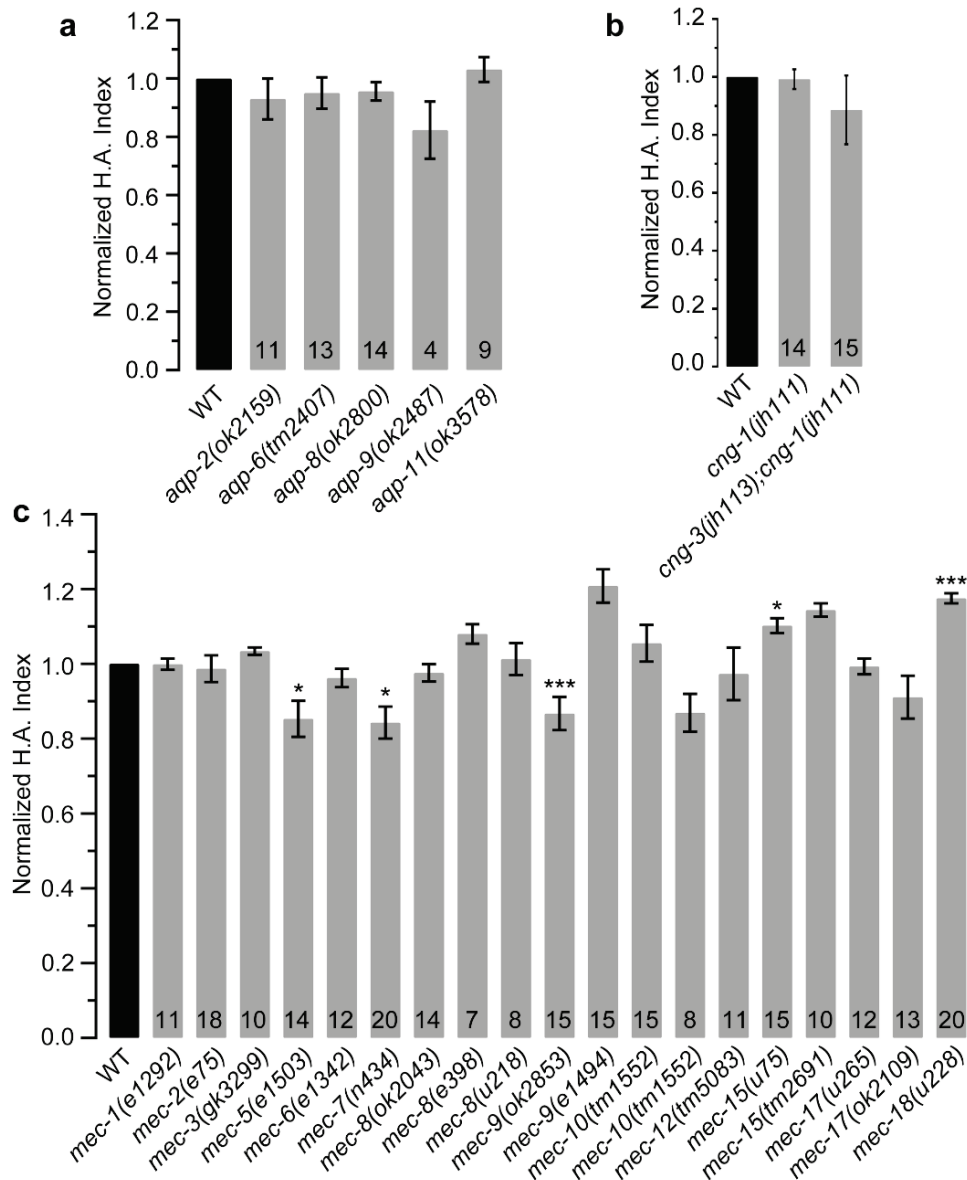 a
1.2
1.0
0.8
0.6
0.4
0.2
0.0
Normalized H.A. Index
11
13
14
4
9
WT
aqp-2(ok2159)
aqp-6(tm2407)
aqp-8(ok2800)
aqp-9(ok2487)
aqp-11(ok3578)
b
1.2
1.0
0.8
0.6
0.4
0.2
0.0
Normalized H.A. Index
14
15
WT
cng-1(jh111)
cng-3(jh113);cng-1(jh111)
c
1.4
1.2
1.0
0.8
0.6
0.4
0.2
0.0
Normalized H.A. Index
*
*
***
*
***
11
18
10
14
12
20
14
7
8
15
15
15
8
11
15
10
12
13
20
WT
mec-1(e1292)
mec-2(e75)
mec-3(gk3299)
mec-5(e1503)
mec-6(e1342)
mec-7(n434)
mec-8(ok2043)
mec-8(e398)
mec-8(u218)
mec-9(ok2853)
mec-9(e1494)
mec-10(tm1552)
mec-10(tm1552)
mec-12(tm5083)
mec-15(u75)
mec-15(tm2691)
mec-17(u265)
mec-17(ok2109)
mec-18(u228)